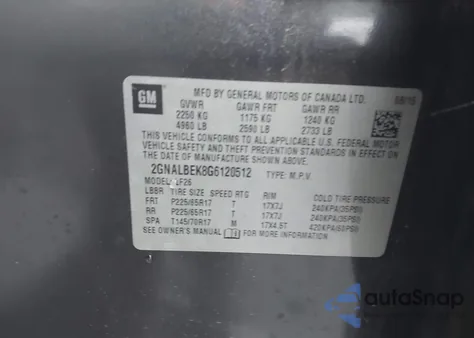 GM
MFD BY GENERAL MOTORS OF CANADA LTD.
GVWR GAWR FRT GAWR RR
2250 KG 1175 KG 1240 KG
4960 LB 2590 LB 2733 LB
THIS VEHICLE CONFORMS TO ALL APPLICABLE U.S. FEDERAL MOTOR
VEHICLE SAFETY AND THEFT PREVENTION STANDARDS IN
EFFECT ON THE DATE OF MANUFACTURE SHOWN ABOVE.
2GNALBEK8G6120512 TYPE: M.P.V.
MODEL: LF26
LBBR TIRE SIZE SPEED RTG R/M COLD TIRE PRESSURE
FRT P225/65R17 T 17X7J 240KPA(35PSI)
RR P225/65R17 T 17X7J 240KPA(35PSI)
SPA T145/70R17 M 17X4.5T 420KPA(60PSI)
SEE OWNER'S MANUAL FOR ADDITIONAL INFORMATION.
autoSnap